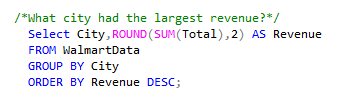 /*What city had the largest revenue?*/
Select City,ROUND(SUM(Total),2) AS Revenue
FROM WalmartData
GROUP BY City
ORDER BY Revenue DESC;